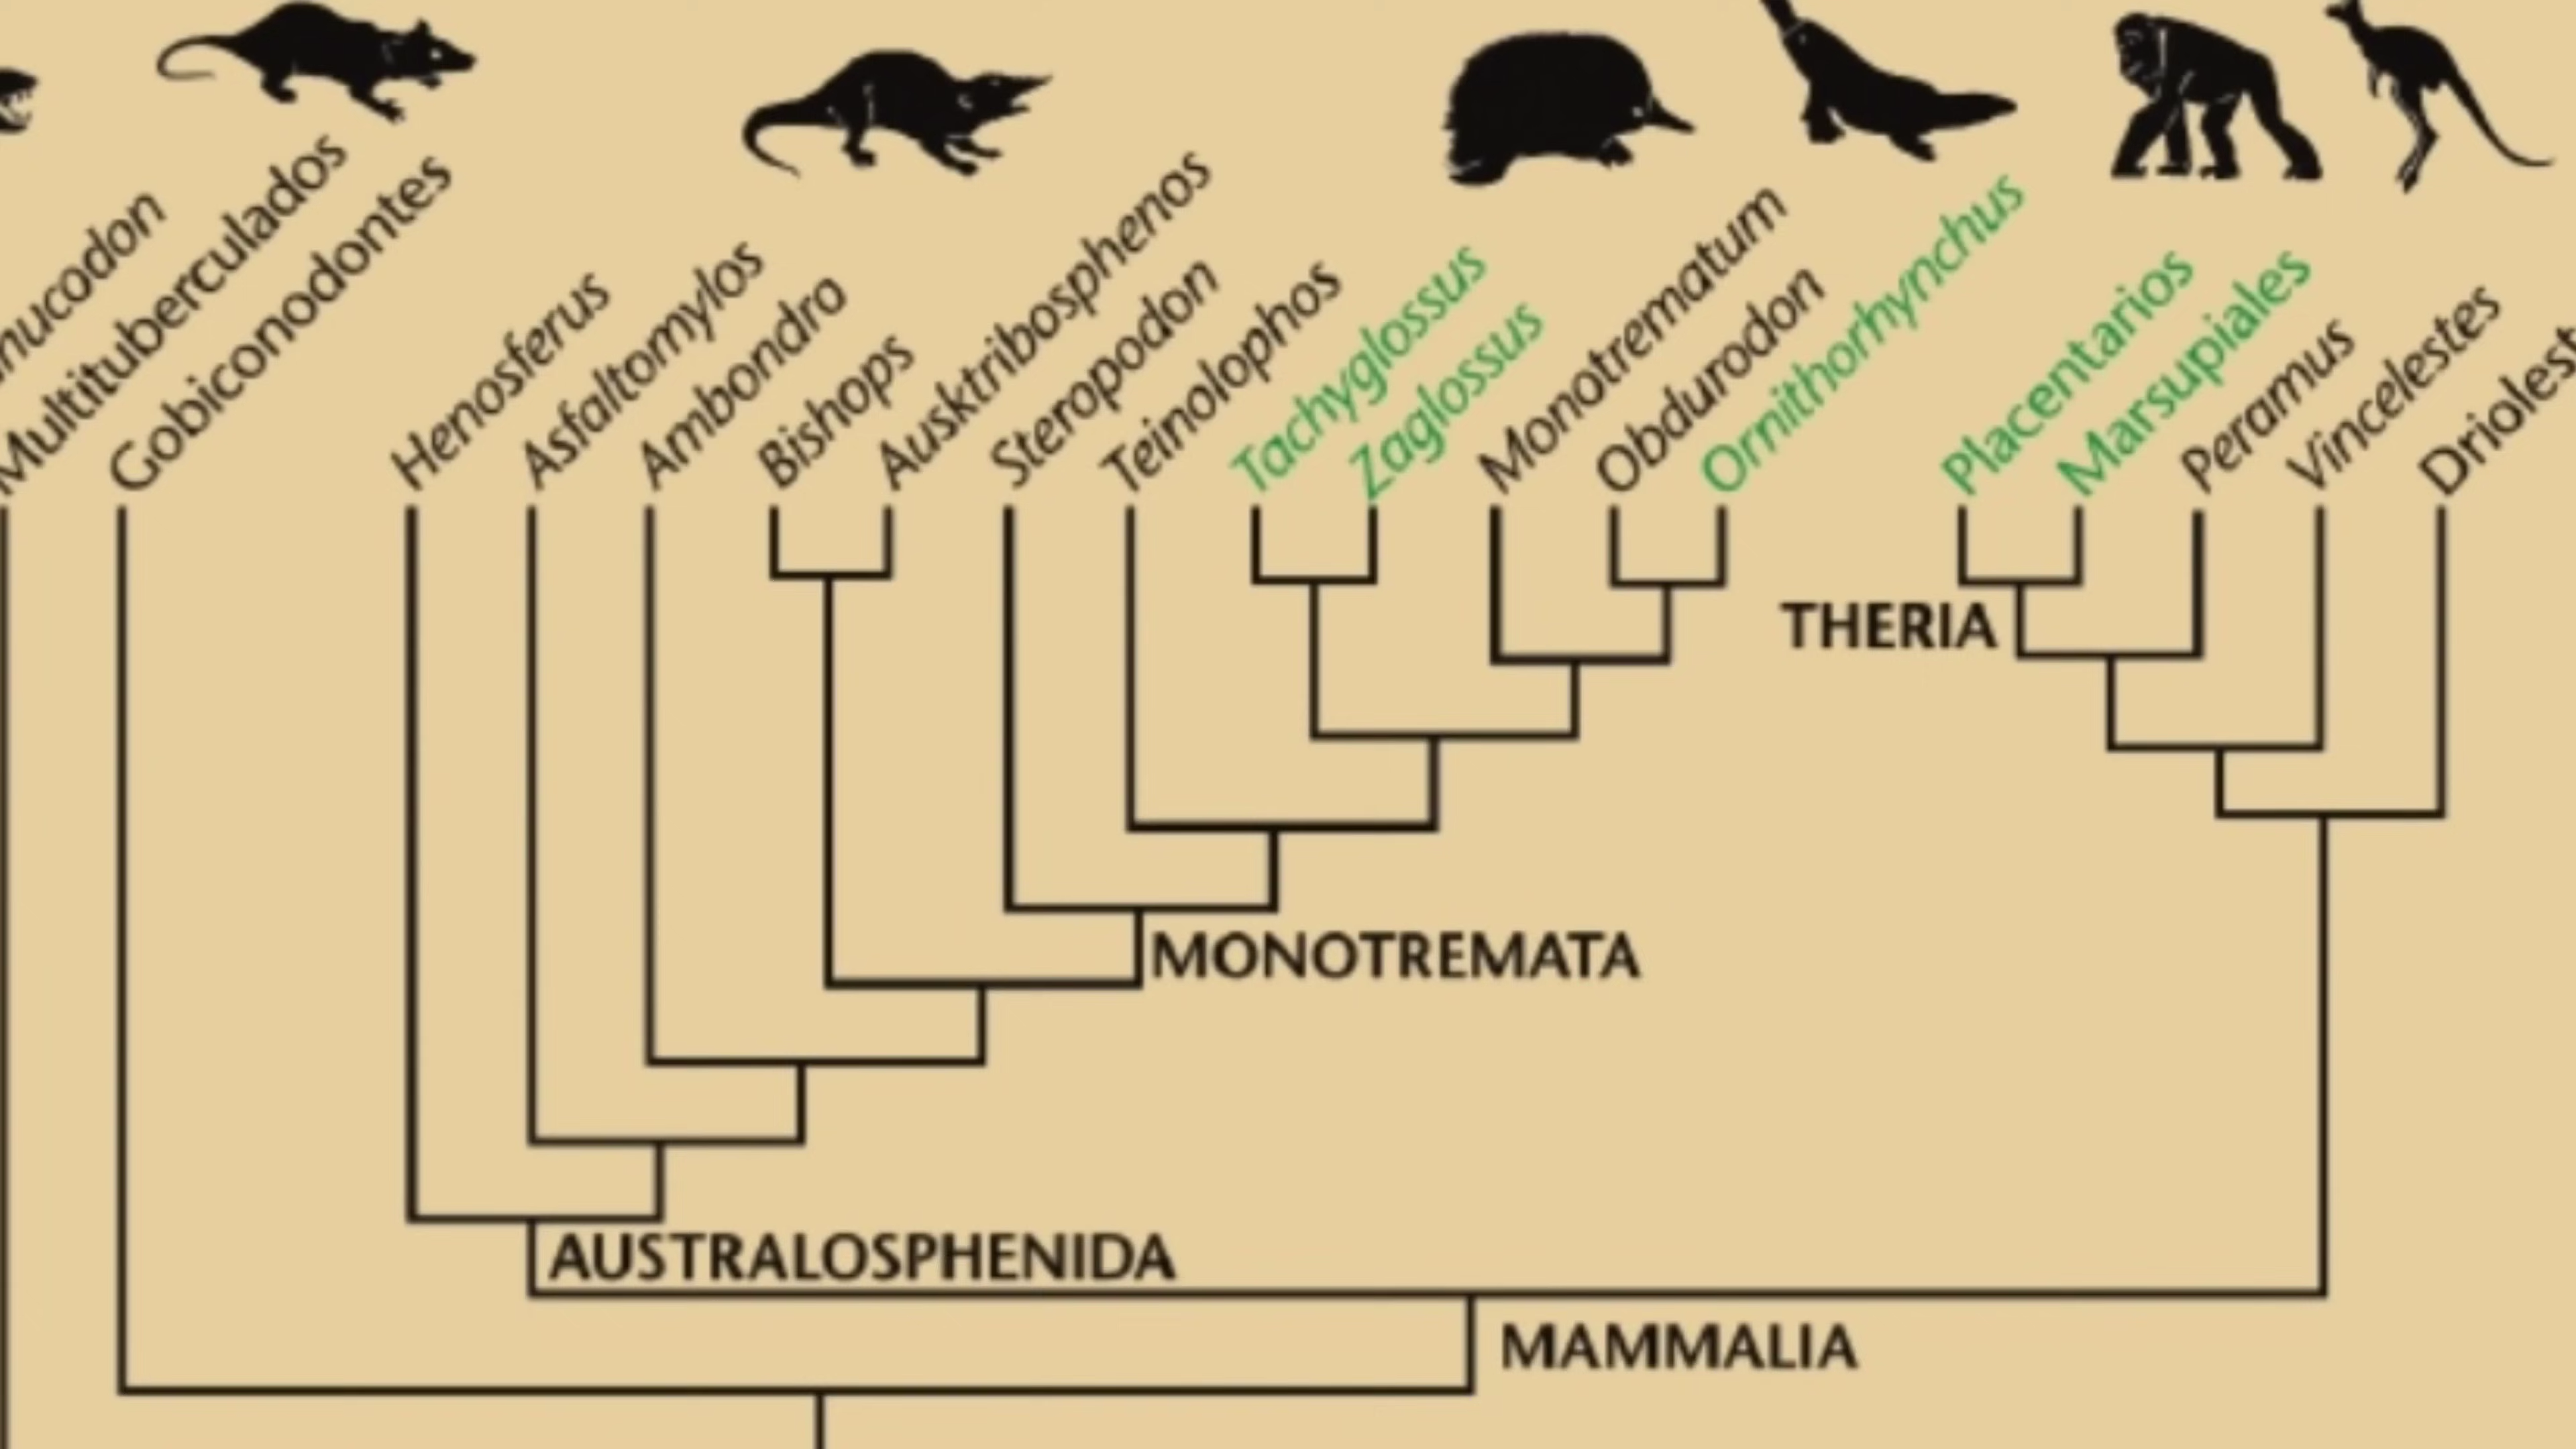 Multituberculados
Gobiconodontes
Henosferus
Asfaltomylos
Ambondro
Bishops
Ausktribosphenos
Steropodon
Teinolophos
Tachyglossus
Zaglossus
Monotrematum
Obdurodon
Ornithorhynchus
Placentarios
Marsupiales
Peramus
Vincelestes
THERIA
MONOTREMATA
AUSTRALOSPHENIDA
MAMMALIA